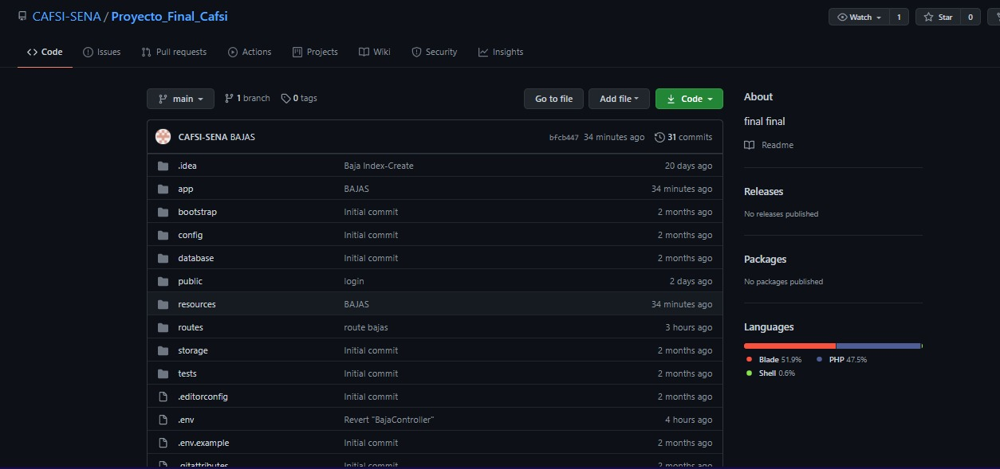 CAFSI-SENA / Proyecto_Final_Cafsi
Watch 1 Star 0
Code Issues Pull requests Actions Projects Wiki Security Insights
main 1 branch 0 tags Go to file Add file Code
CAFSI-SENA BAJAS bfcb447 34 minutes ago 31 commits
.idea Baja Index-Create 20 days ago
app BAJAS 34 minutes ago
bootstrap Initial commit 2 months ago
config Initial commit 2 months ago
database Initial commit 2 months ago
public login 2 days ago
resources BAJAS 34 minutes ago
routes route bajas 3 hours ago
storage Initial commit 2 months ago
tests Initial commit 2 months ago
.editorconfig Initial commit 2 months ago
.env Revert "BajaController" 4 hours ago
.env.example Initial commit 2 months ago
.gitattributes Initial commit 2 months ago
About
final final
Readme
Releases
No releases published
Packages
No packages published
Languages
Blade 51.9% PHP 47.5%
Shell 0.6%